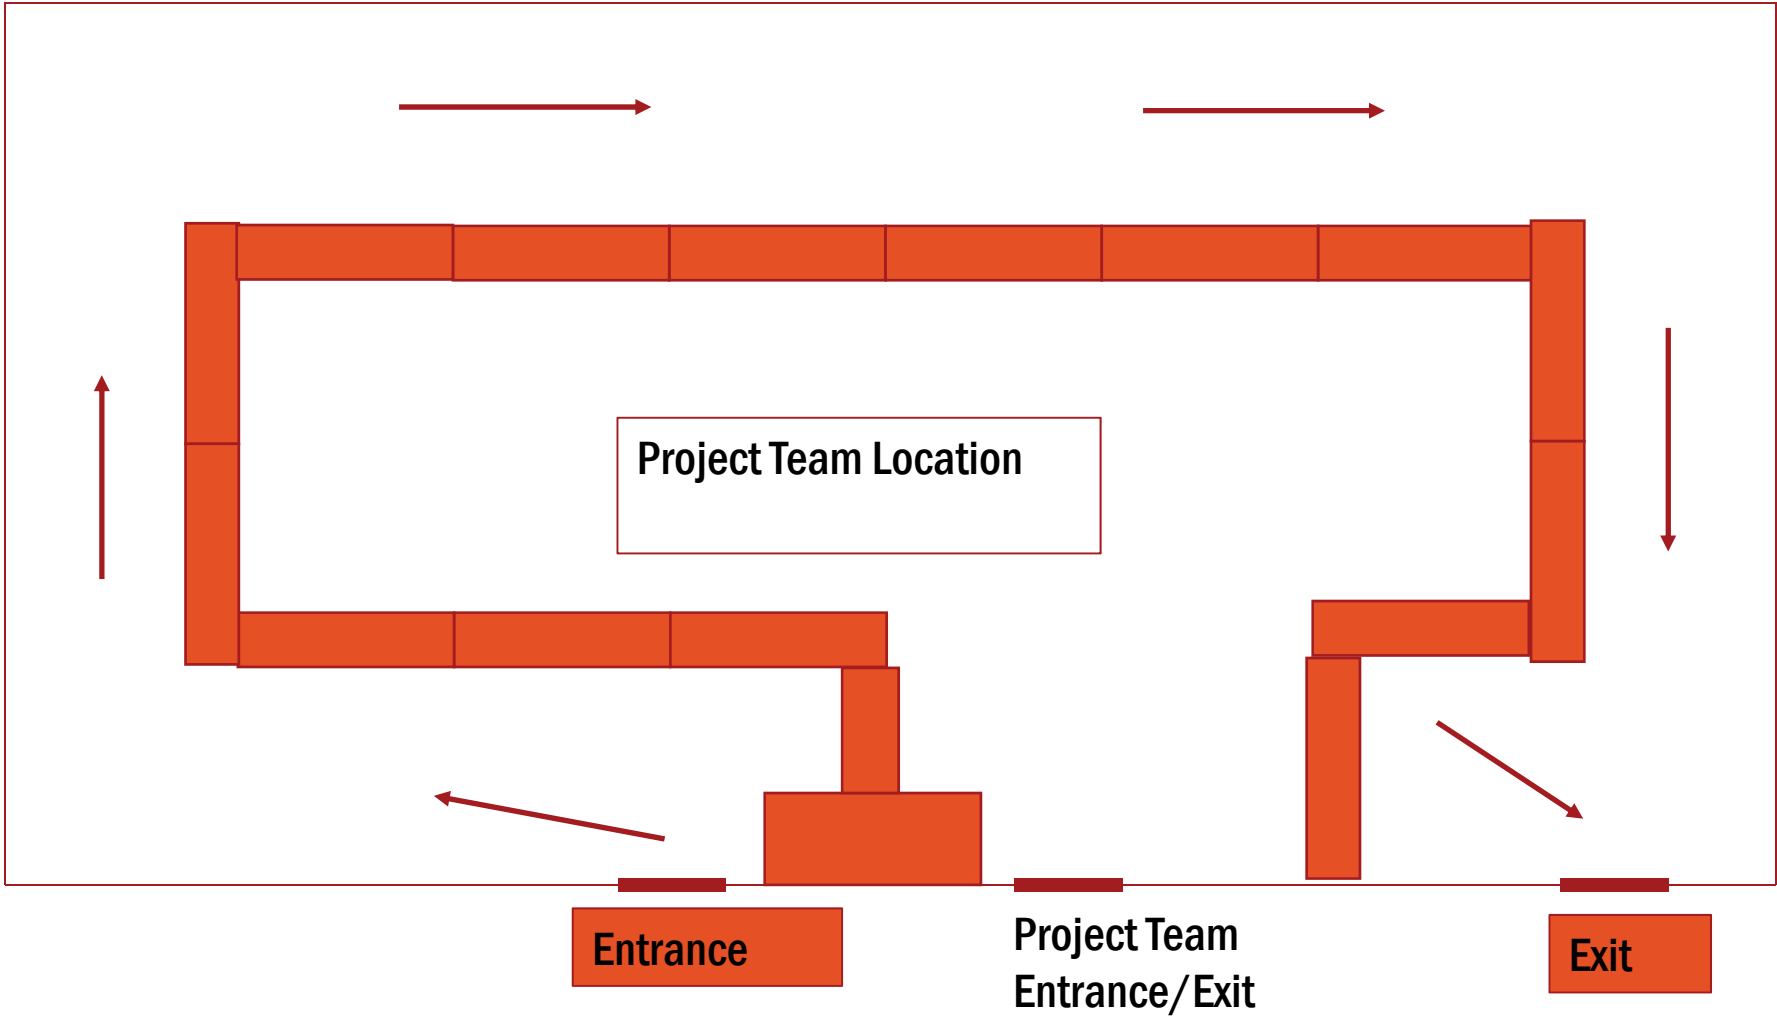 Project Team Location
Entrance
Project Team
Entrance/Exit
Exit